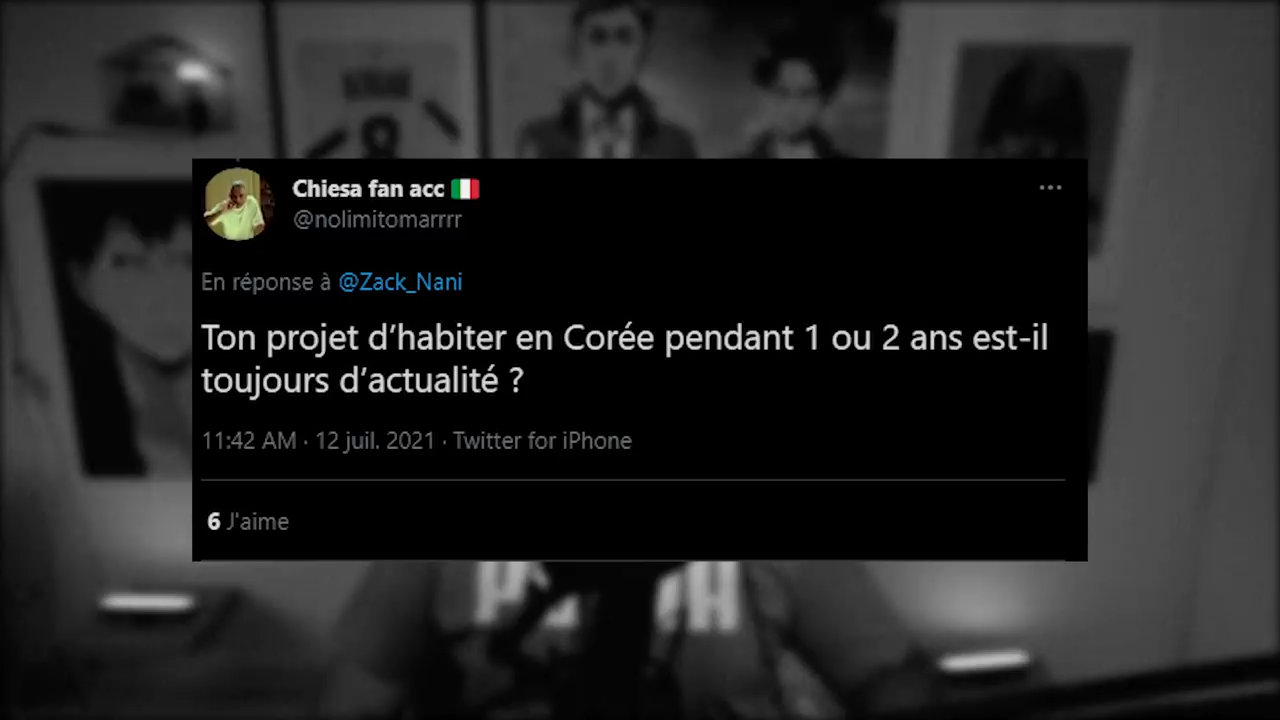 Chiesa fan acc
@nolimitomarrrr
En réponse à @Zack_Nani
Ton projet d’habiter en Corée pendant 1 ou 2 ans est-il
toujours d’actualité ?
11:42 AM · 12 juil. 2021 · Twitter for iPhone
6 J'aime